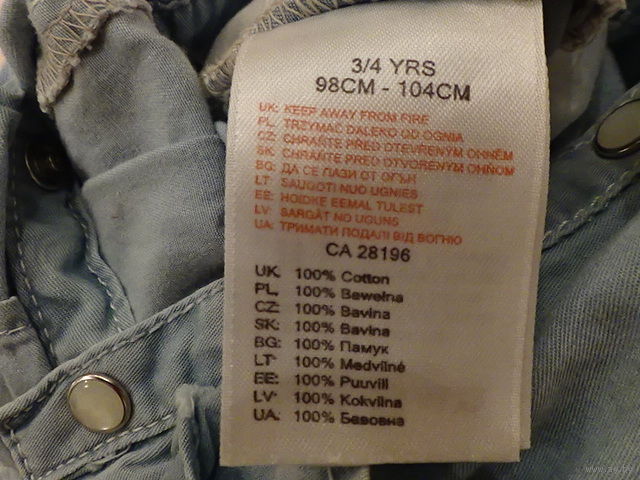 3/4 YRS
98CM - 104CM
UK: KEEP AWAY FROM FIRE
PL: TRZYMAĆ DALEKO OD OGNIA
CZ: CHRAŇTE PŘED OTEVŘENÝM OHNĚM
SK: CHRÁŇTE PRED OTVORENÝM OHŇOM
BG: ДА СЕ ПАЗИ ОТ ОГЪН
LT: SAUGOTI NUO UGNIES
EE: HOIDKE EEMAL TULEST
LV: SARGĀT NO UGUNS
UA: ТРИМАТИ ПОДАЛІ ВІД ВОГНЮ
CA 28196
UK: 100% Cotton
PL: 100% Bawełna
CZ: 100% Bavlna
SK: 100% Bavlna
BG: 100% Памук
LT: 100% Medvilnė
EE: 100% Puuvill
LV: 100% Kokvilna
UA: 100% Бавовна